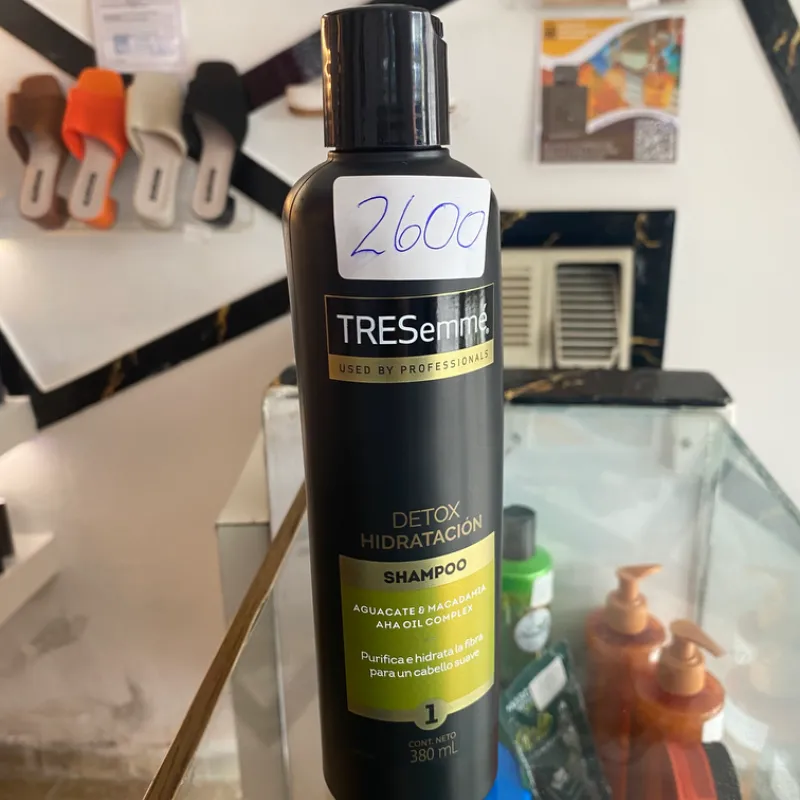 2600
TRESemmé
USED BY PROFESSIONALS
DETOX
HIDRATACIÓN
SHAMPOO
AGUACATE & MACADAMIA
AHA OIL COMPLEX
Purifica e hidrata la fibra
para un cabello suave
1
CONT. NETO
380 mL